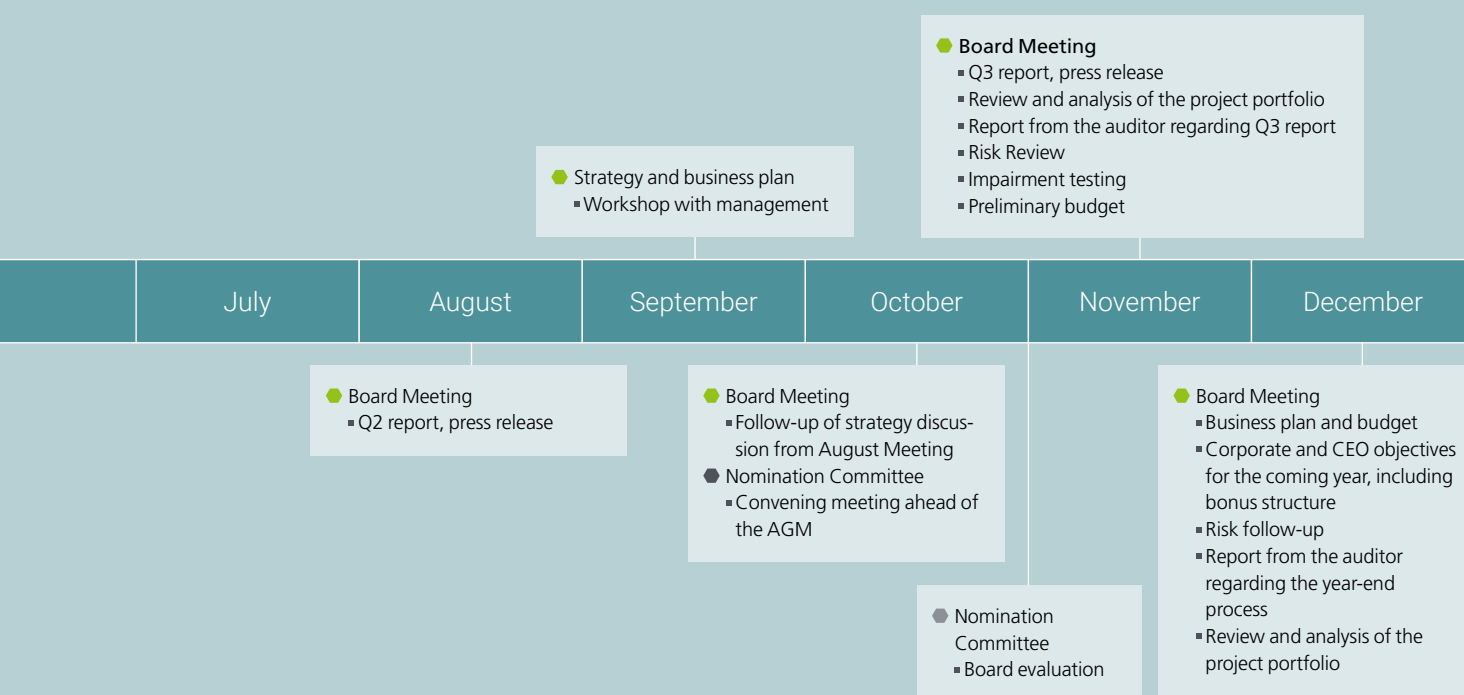 Board Meeting
Q3 report, press release
Review and analysis of the project portfolio
Report from the auditor regarding Q3 report
Risk Review
Impairment testing
Preliminary budget
Strategy and business plan
Workshop with management
July
August
September
October
November
December
Board Meeting
Q2 report, press release
Board Meeting
Follow-up of strategy discus-
sion from August Meeting
Nomination Committee
Convening meeting ahead of
the AGM
Nomination
Committee
Board evaluation
Board Meeting
Business plan and budget
Corporate and CEO objectives
for the coming year, including
bonus structure
Risk follow-up
Report from the auditor
regarding the year-end
process
Review and analysis of the
project portfolio